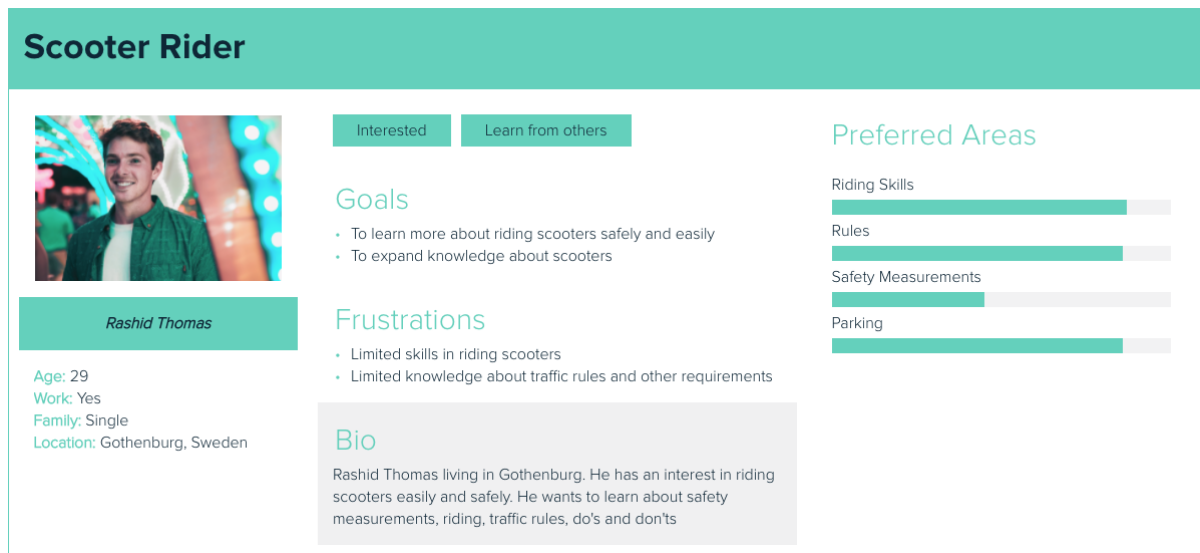 Scooter Rider
Rashid Thomas
Age: 29
Work: Yes
Family: Single
Location: Gothenburg, Sweden
Interested
Learn from others
Goals
• To learn more about riding scooters safely and easily
• To expand knowledge about scooters
Frustrations
• Limited skills in riding scooters
• Limited knowledge about traffic rules and other requirements
Bio
Rashid Thomas living in Gothenburg. He has an interest in riding
scooters easily and safely. He wants to learn about safety
measurements, riding, traffic rules, do's and don'ts
Preferred Areas
Riding Skills
Rules
Safety Measurements
Parking